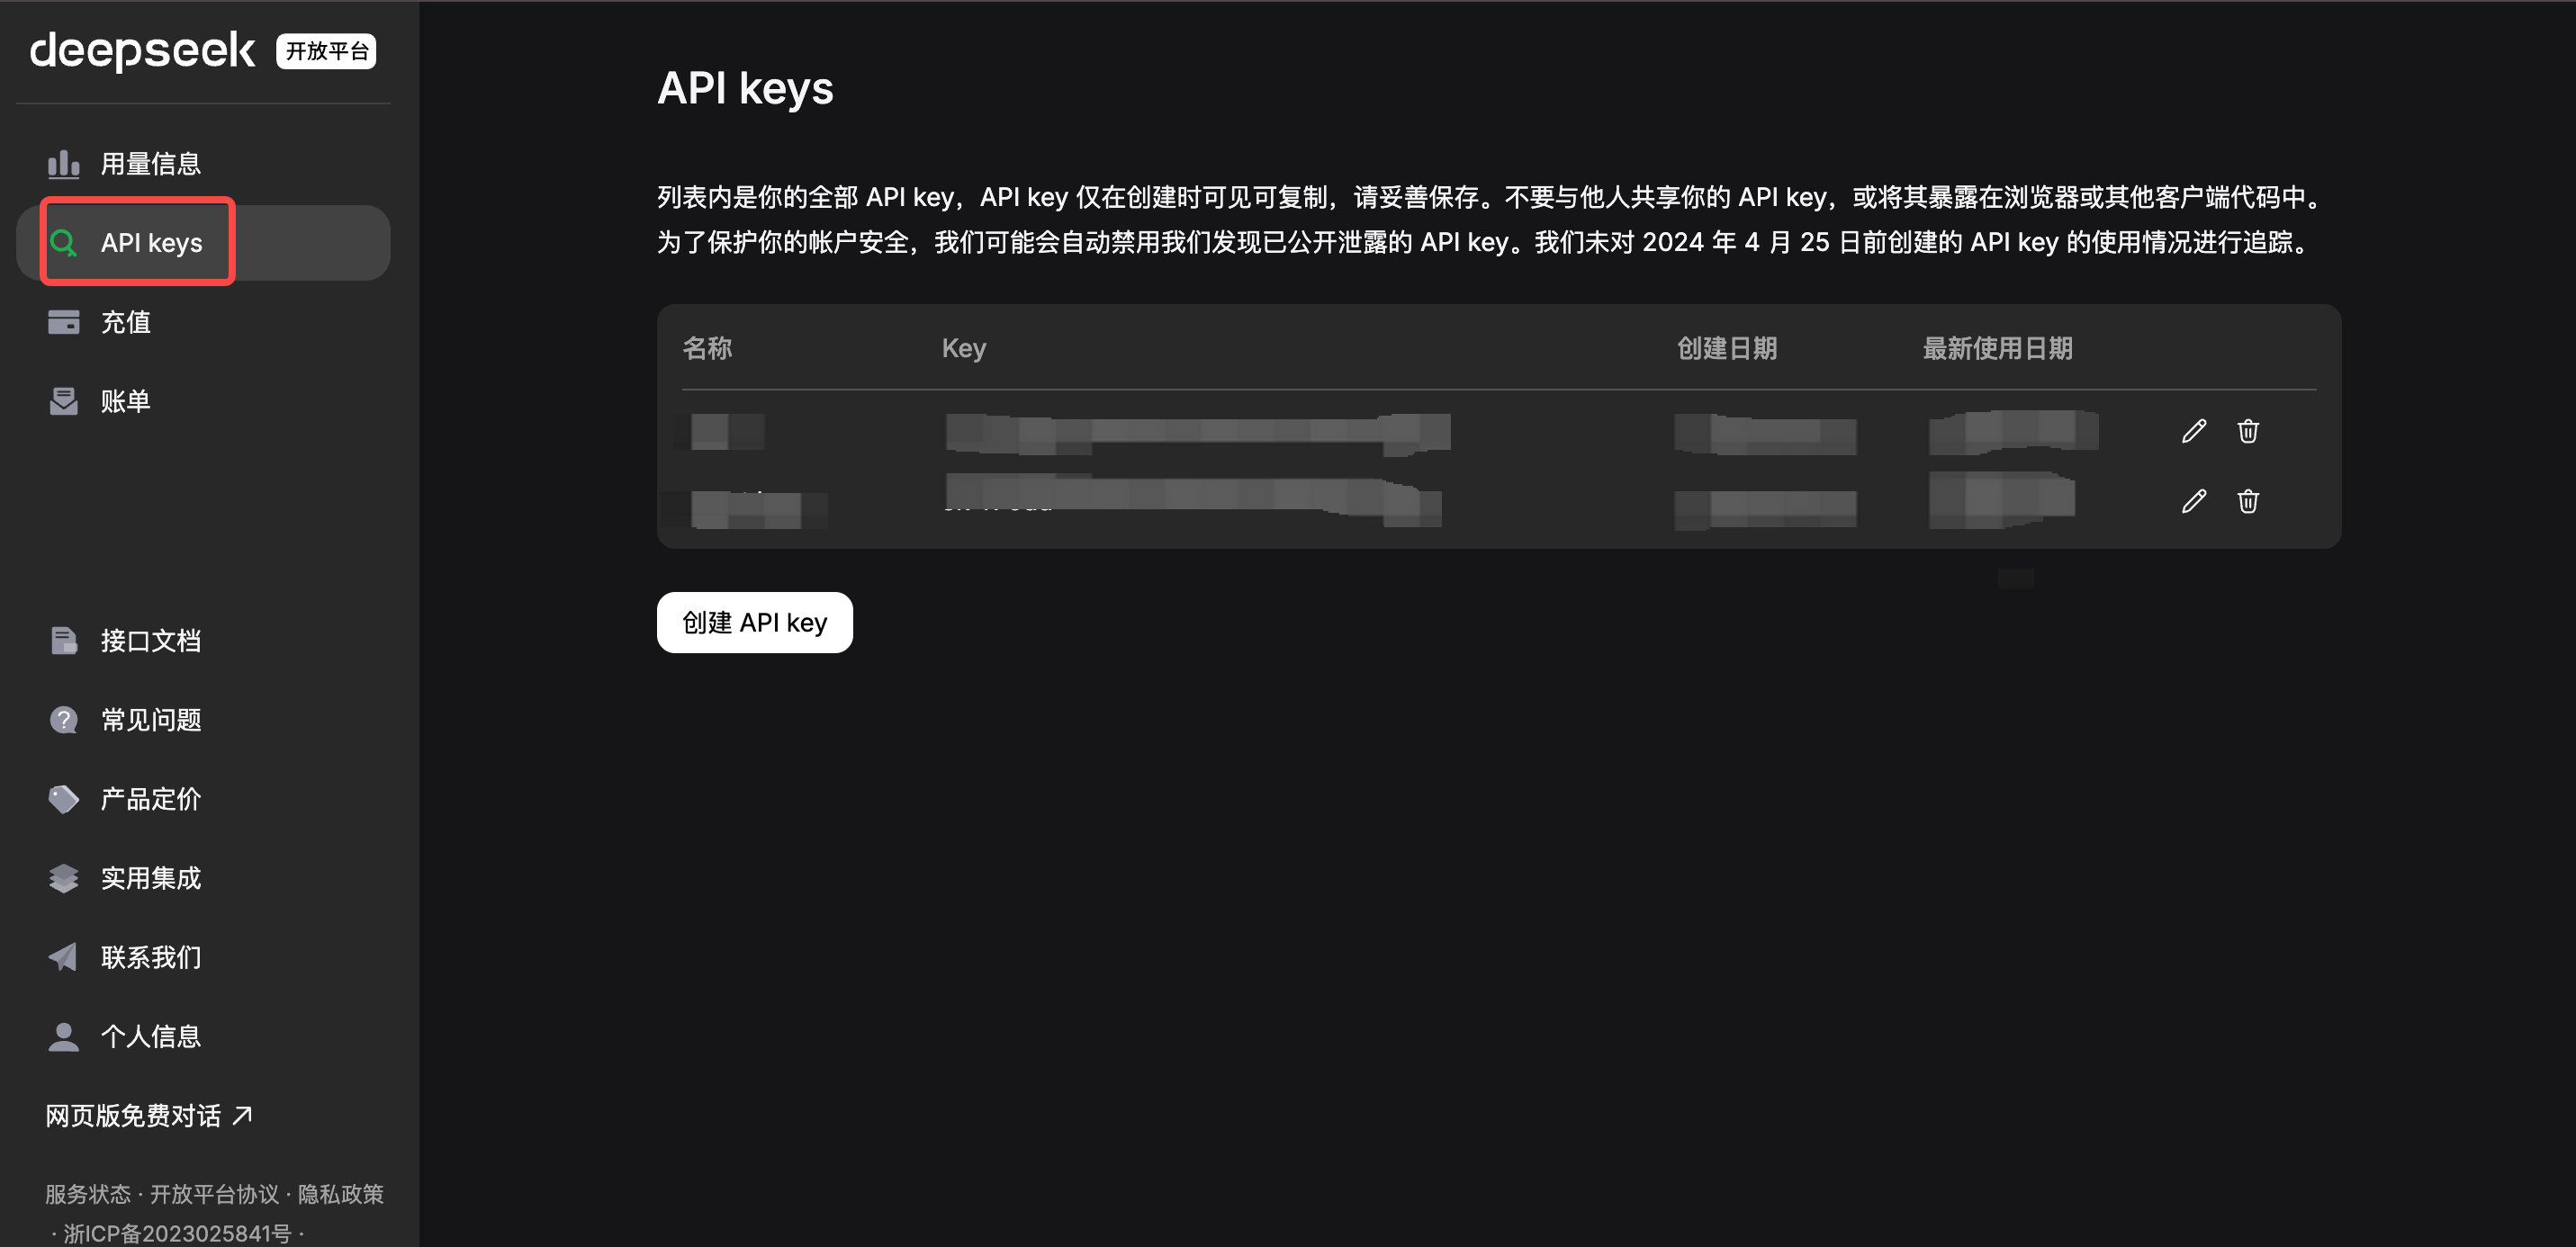 deepseek 开放平台
用量信息
API keys
充值
账单
接口文档
常见问题
产品定价
实用集成
联系我们
个人信息
网页版免费对话
服务状态 · 开放平台协议 · 隐私政策
· 浙ICP备2023025841号 ·
API keys
列表内是你的全部 API key，API key 仅在创建时可见可复制，请妥善保存。不要与他人共享你的 API key，或将其暴露在浏览器或其他客户端代码中。
为了保护你的帐户安全，我们可能会自动禁用我们发现已公开泄露的 API key。我们未对 2024 年 4 月 25 日前创建的 API key 的使用情况进行追踪。
名称 Key 创建日期 最新使用日期
创建 API key